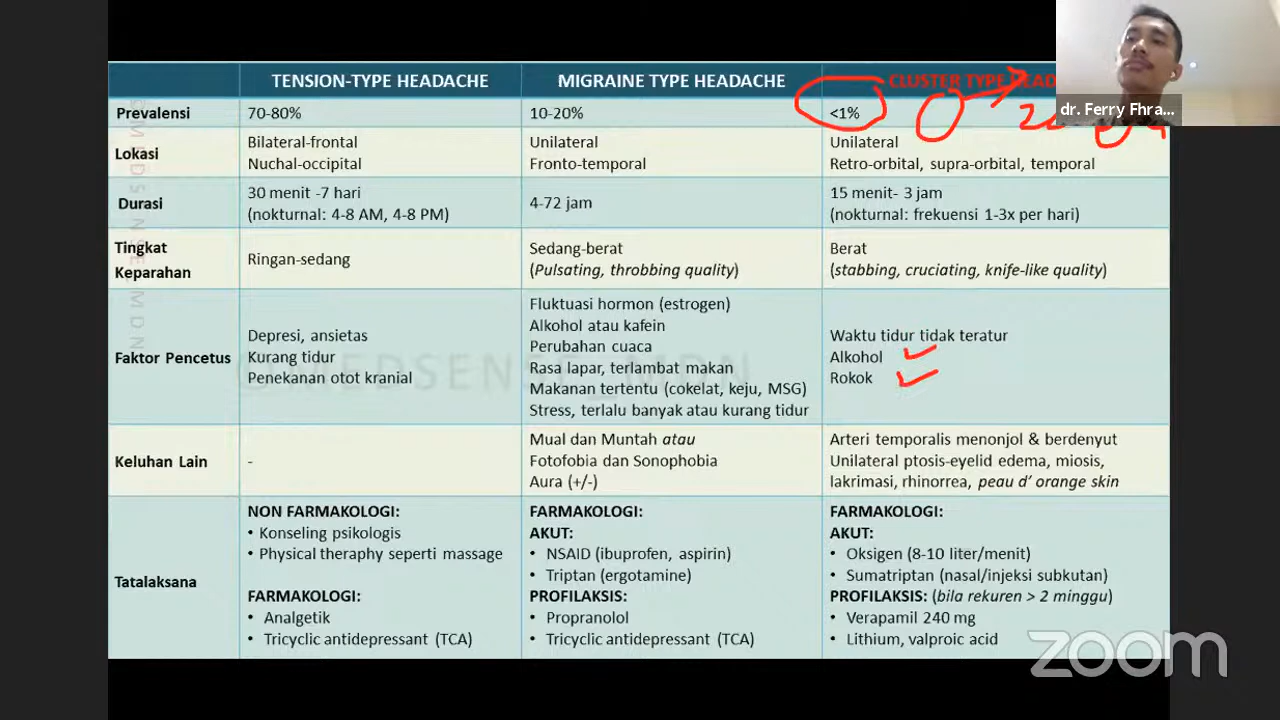 TENSION-TYPE HEADACHE
MIGRAINE TYPE HEADACHE
CLUSTER TYPE HEAD
dr. Ferry Fhra...
Prevalensi
70-80%
10-20%
<1%
Lokasi
Bilateral-frontal
Nuchal-occipital
Unilateral
Fronto-temporal
Unilateral
Retro-orbital, supra-orbital, temporal
Durasi
30 menit -7 hari
(nokturnal: 4-8 AM, 4-8 PM)
4-72 jam
15 menit- 3 jam
(nokturnal: frekuensi 1-3x per hari)
Tingkat
Keparahan
Ringan-sedang
Sedang-berat
(Pulsating, throbbing quality)
Berat
(stabbing, cruciating, knife-like quality)
Faktor Pencetus
Depresi, ansietas
Kurang tidur
Penekanan otot kranial
Fluktuasi hormon (estrogen)
Alkohol atau kafein
Perubahan cuaca
Rasa lapar, terlambat makan
Makanan tertentu (cokelat, keju, MSG)
Stress, terlalu banyak atau kurang tidur
Waktu tidur tidak teratur
Alkohol
Rokok
@MEDSENSE_MDN
Keluhan Lain
-
Mual dan Muntah atau
Fotofobia dan Sonophobia
Aura (+/-)
Arteri temporalis menonjol & berdenyut
Unilateral ptosis-eyelid edema, miosis,
lakrimasi, rhinorrea, peau d' orange skin
Tatalaksana
NON FARMAKOLOGI:
• Konseling psikologis
• Physical theraphy seperti massage
FARMAKOLOGI:
• Analgetik
• Tricyclic antidepressant (TCA)
FARMAKOLOGI:
AKUT:
• NSAID (ibuprofen, aspirin)
• Triptan (ergotamine)
PROFILAKSIS:
• Propranolol
• Tricyclic antidepressant (TCA)
FARMAKOLOGI:
AKUT:
• Oksigen (8-10 liter/menit)
• Sumatriptan (nasal/injeksi subkutan)
PROFILAKSIS: (bila rekuren > 2 minggu)
• Verapamil 240 mg
• Lithium, valproic acid
zoom